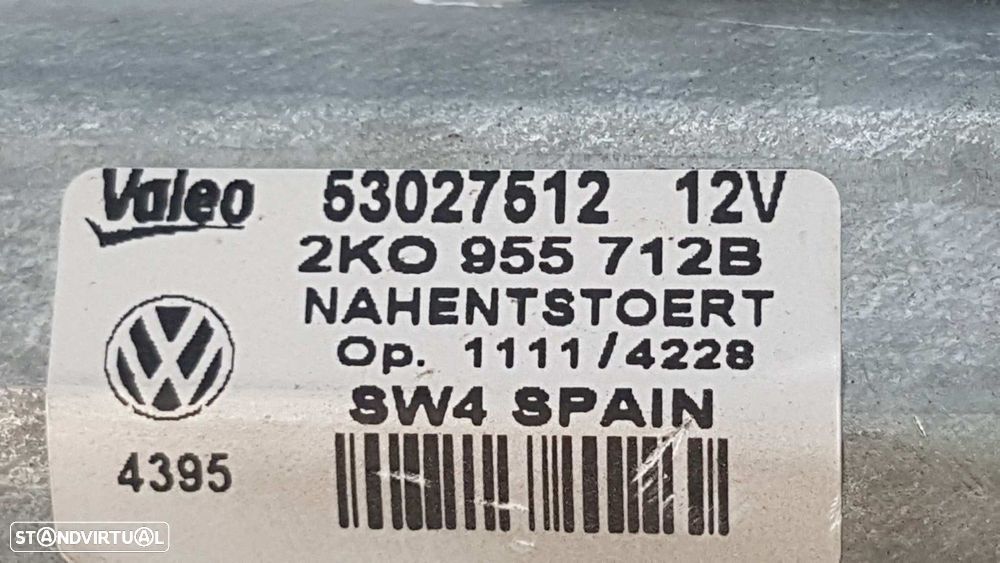 Valeo 53027512 12V
2KO 955 712B
NAHENTSTOERT
Op. 1111/4228
SW4 SPAIN
4395
STANDVIRTUAL